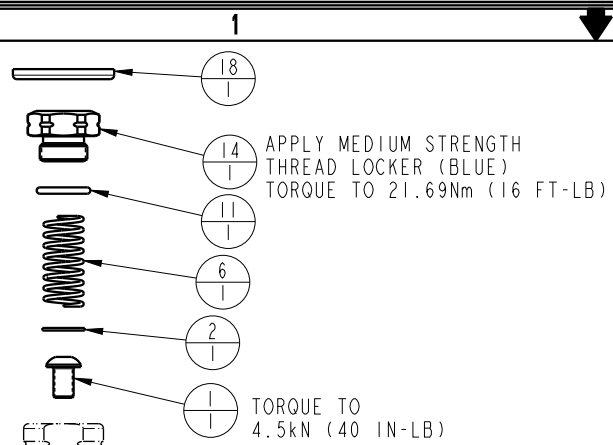 1
18
1
14
1
APPLY MEDIUM STRENGTH
THREAD LOCKER (BLUE)
TORQUE TO 21.69Nm (16 FT-LB)
11
1
6
1
2
1
1
1
TORQUE TO
4.5kN (40 IN-LB)